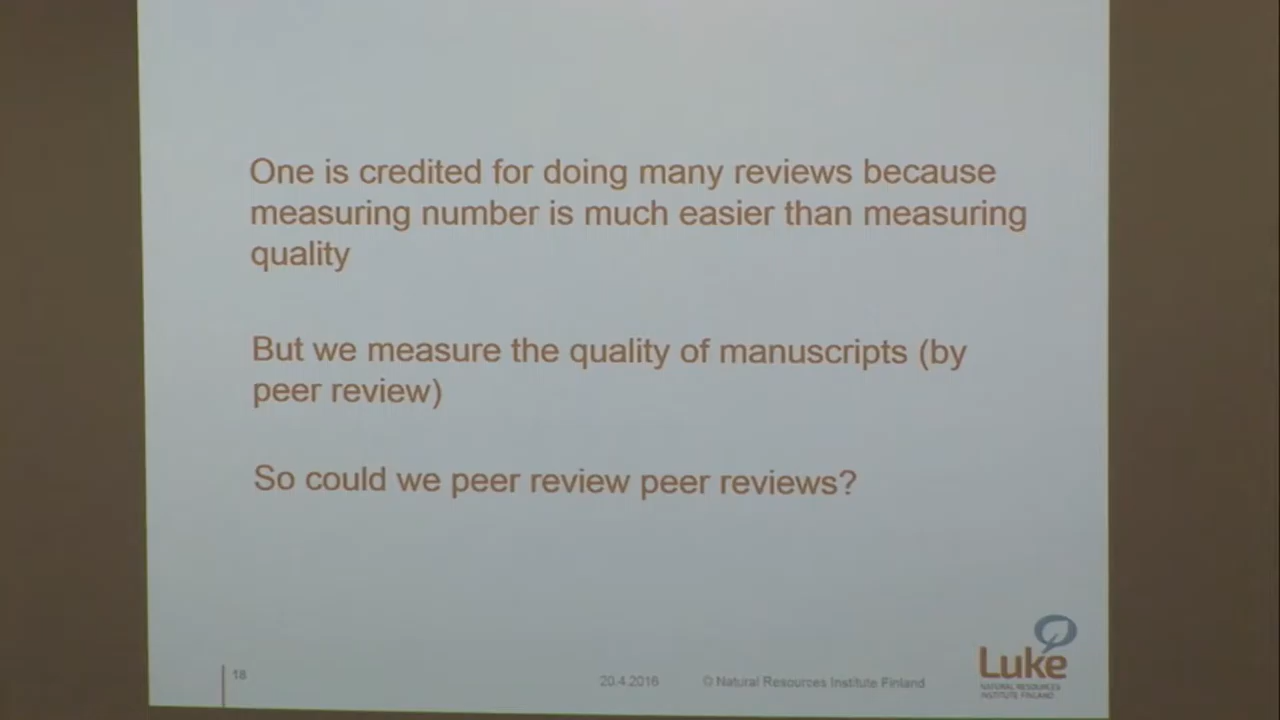 One is credited for doing many reviews because
measuring number is much easier than measuring
quality
But we measure the quality of manuscripts (by
peer review)
So could we peer review peer reviews?
18
20.4.2016
© Natural Resources Institute Finland
Luke
NATURAL RESOURCES
INSTITUTE FINLAND